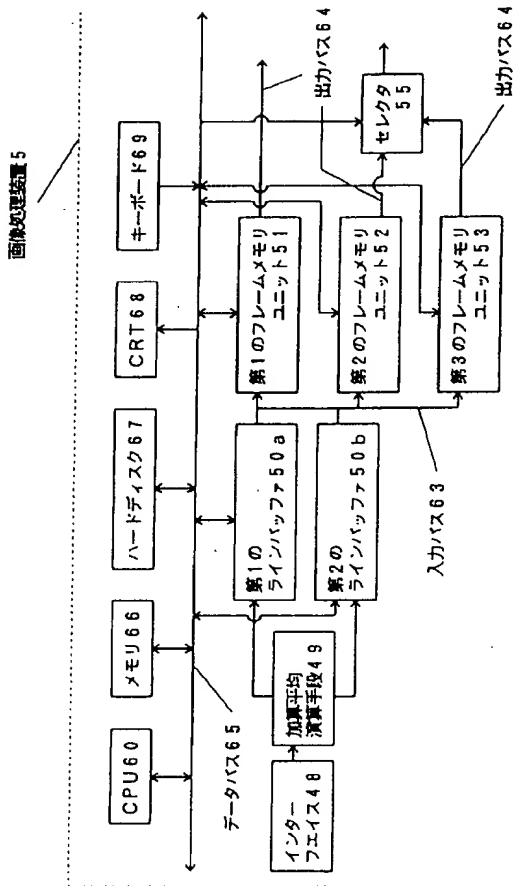 画像処理装置5
CPU60
メモリ66
ハードディスク67
CRT68
キーボード69
データバス65
インター
フェイス48
加算平均
演算手段49
第1の
ラインバッファ50a
第2の
ラインバッファ50b
入力バス63
第1のフレームメモリ
ユニット51
第2のフレームメモリ
ユニット52
第3のフレームメモリ
ユニット53
セレクタ
55
出力バス64
出力バス64